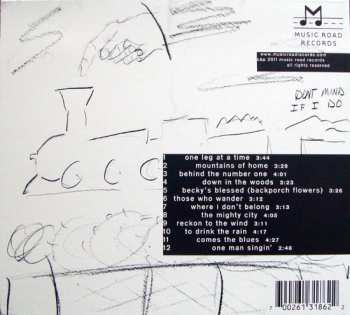 MUSIC ROAD
RECORDS
www.musicroadrecords.com
c&p 2011 music road records
all rights reserved
DON'T MIND
IF I DO
1 one leg at a time 3:44
2 mountains of home 3:29
3 behind the number one 4:01
4 down in the woods 3:23
5 becky's blessed (backporch flowers) 3:26
6 those who wander 3:12
7 where i don't belong 3:13
8 the mighty city 4:05
9 reckon to the wind 3:11
10 to drink the rain 4:17
11 comes the blues 4:27
12 one man singin' 2:48
7 00261 31862 2